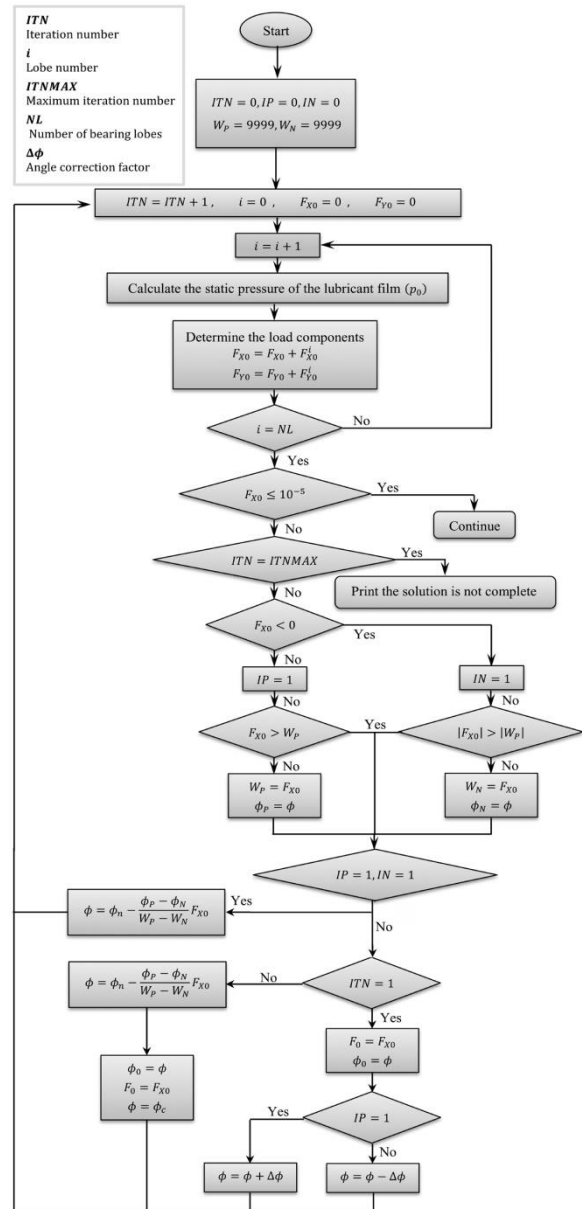 ITN
Iteration number
i
Lobe number
ITNMAX
Maximum iteration number
NL
Number of bearing lobes
Δϕ
Angle correction factor
Start
ITN = 0, IP = 0, IN = 0
W_P = 9999, W_N = 9999
ITN = ITN + 1 ,   i = 0 ,   F_X0 = 0 ,   F_Y0 = 0
i = i + 1
Calculate the static pressure of the lubricant film (p_0)
Determine the load components
F_X0 = F_X0 + F^i_X0
F_Y0 = F_Y0 + F^i_Y0
i = NL
No
Yes
F_X0 ≤ 10^-5
Yes
Continue
No
ITN = ITNMAX
Yes
Print the solution is not complete
No
F_X0 < 0
Yes
No
IP = 1
IN = 1
No
No
F_X0 > W_P
Yes
|F_X0| > |W_P|
No
No
W_P = F_X0
ϕ_P = ϕ
W_N = F_X0
ϕ_N = ϕ
IP = 1, IN = 1
Yes
ϕ = ϕ_n − (ϕ_P − ϕ_N)/(W_P − W_N) F_X0
No
ϕ = ϕ_n − (ϕ_P − ϕ_N)/(W_P − W_N) F_X0
No
ITN = 1
Yes
F_0 = F_X0
ϕ_0 = ϕ
ϕ_0 = ϕ
F_0 = F_X0
ϕ = ϕ_c
Yes
IP = 1
No
ϕ = ϕ + Δϕ
ϕ = ϕ − Δϕ